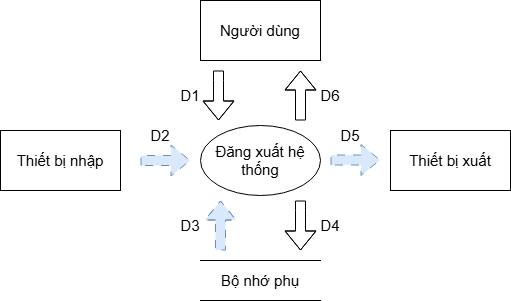 Người dùng
D1
D6
D2
D5
Thiết bị nhập
Đăng xuất hệ
thống
Thiết bị xuất
D3
D4
Bộ nhớ phụ